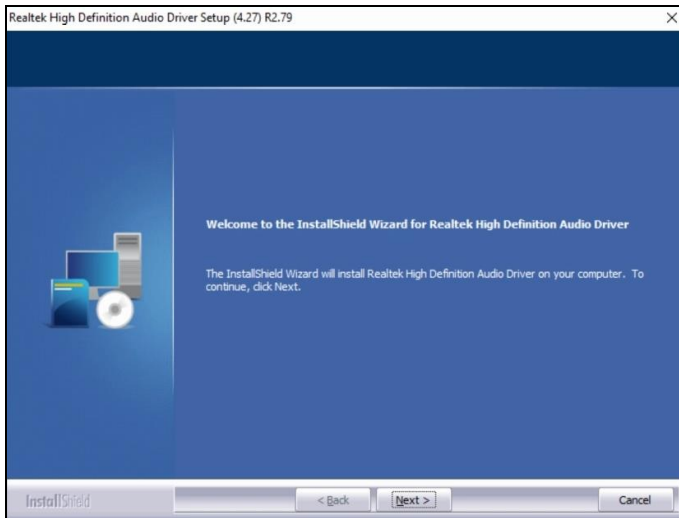 Realtek High Definition Audio Driver Setup (4.27) R2.79
Welcome to the InstallShield Wizard for Realtek High Definition Audio Driver
The InstallShield Wizard will install Realtek High Definition Audio Driver on your computer. To
continue, click Next.
InstallShield
< Back
Next >
Cancel